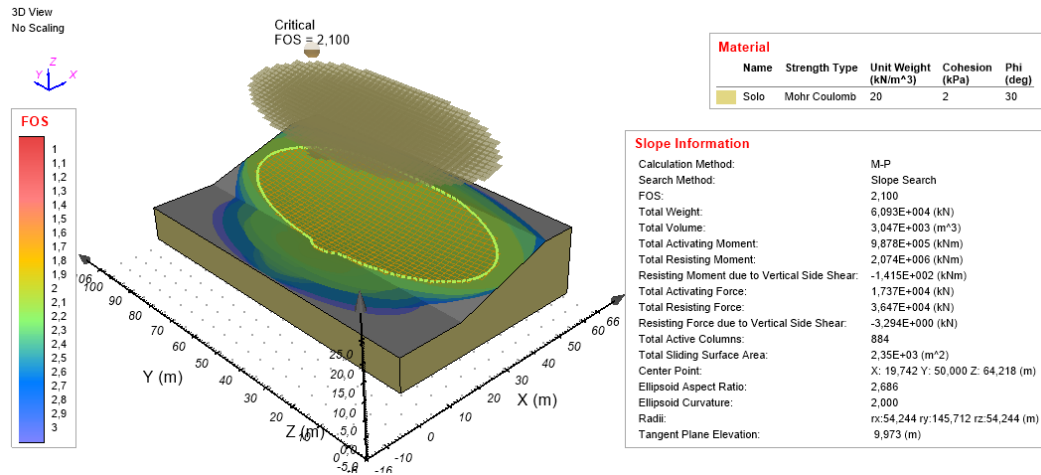 3D View
No Scaling
Z
Y
X
Critical
FOS = 2,100
FOS
1
1,1
1,2
1,3
1,4
1,5
1,6
1,7
1,8
1,9
2
2,1
2,2
2,3
2,4
2,5
2,6
2,7
2,8
2,9
3
100
90
80
70
60
50
40
30
20
10
Y (m)
25,0
20,0
15,0
10,0
5,0
0,0
-5,0
Z (m)
-16
-10
0
10
20
30
40
50
60
66
X (m)
Material
Name Strength Type Unit Weight (kN/m^3) Cohesion (kPa) Phi (deg)
Solo Mohr Coulomb 20 2 30
Slope Information
Calculation Method: M-P
Search Method: Slope Search
FOS: 2,100
Total Weight: 6,093E+004 (kN)
Total Volume: 3,047E+003 (m^3)
Total Activating Moment: 9,878E+005 (kNm)
Total Resisting Moment: 2,074E+006 (kNm)
Resisting Moment due to Vertical Side Shear: -1,415E+002 (kNm)
Total Activating Force: 1,737E+004 (kN)
Total Resisting Force: 3,647E+004 (kN)
Resisting Force due to Vertical Side Shear: -3,294E+000 (kN)
Total Active Columns: 884
Total Sliding Surface Area: 2,35E+03 (m^2)
Center Point: X: 19,742 Y: 50,000 Z: 64,218 (m)
Ellipsoid Aspect Ratio: 2,686
Ellipsoid Curvature: 2,000
Radii: rx:54,244 ry:145,712 rz:54,244 (m)
Tangent Plane Elevation: 9,973 (m)